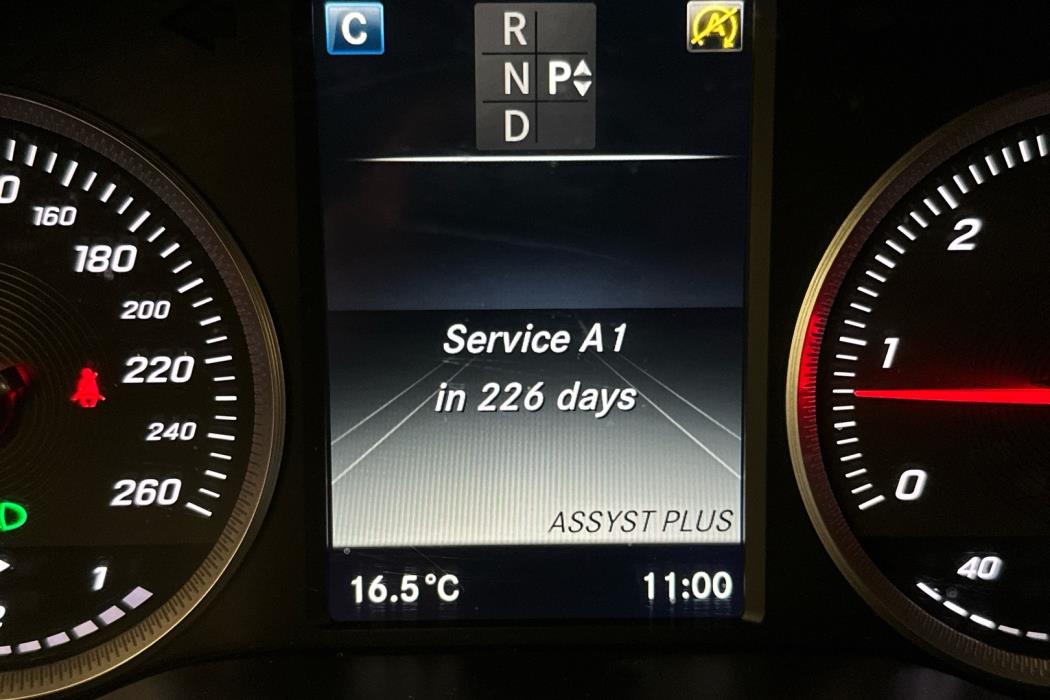 C
R
N P
D
A
160
180
200
220
240
260
1
Service A1
in 226 days
ASSYST PLUS
16.5°C
11:00
2
1
0
40